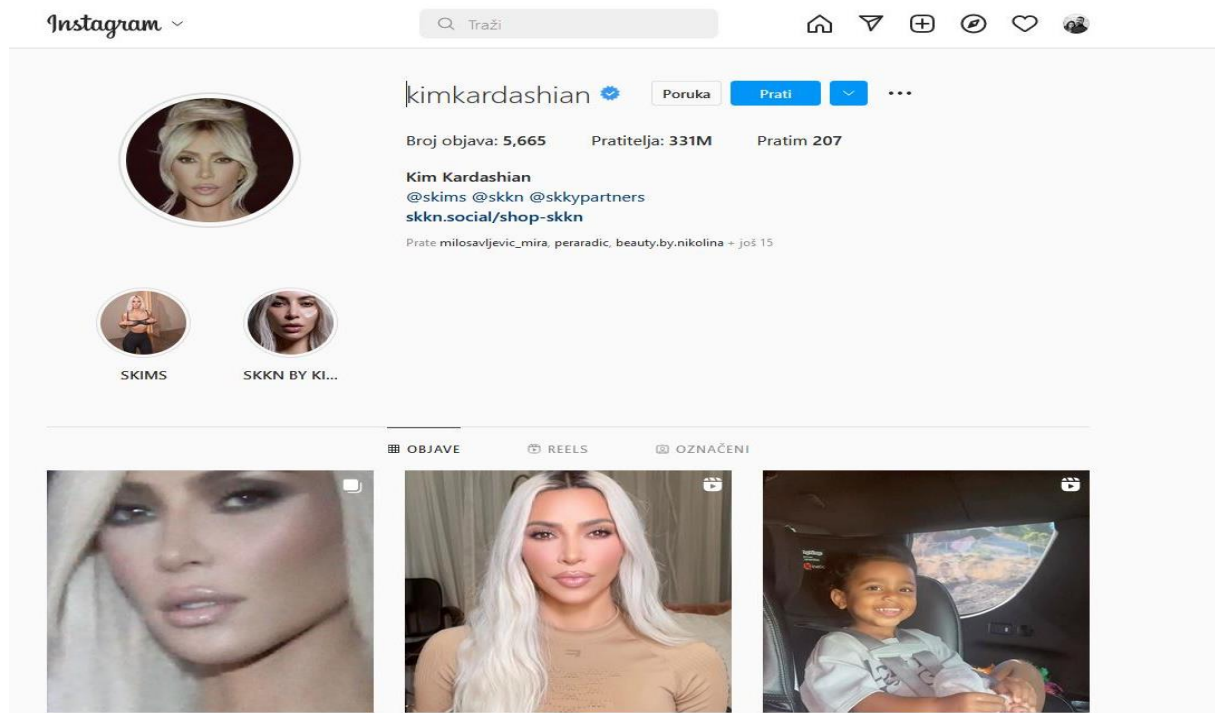 Instagram
Traži
kimkardashian Poruka Prati
Broj objava: 5,665 Pratitelja: 331M Pratim 207
Kim Kardashian
@skims @skkn @skkypartners
skkn.social/shop-skkn
Prate milosavljevic_mira, peraradic, beauty.by.nikolina + još 15
SKIMS SKKN BY KI...
OBJAVE REELS OZNAČENI